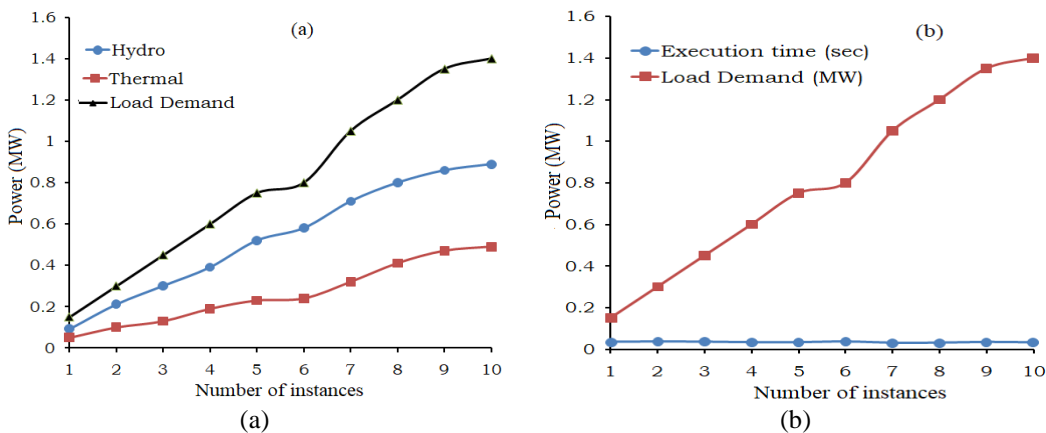 (a)
Hydro
Thermal
Load Demand
Power (MW)
1.6
1.4
1.2
1
0.8
0.6
0.4
0.2
0
1 2 3 4 5 6 7 8 9 10
Number of instances
(a)
(b)
Execution time (sec)
Load Demand (MW)
Power (MW)
1.6
1.4
1.2
1
0.8
0.6
0.4
0.2
0
1 2 3 4 5 6 7 8 9 10
Number of instances
(b)